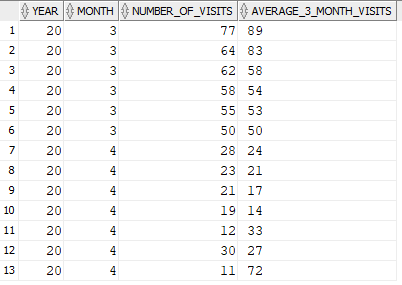 YEAR MONTH NUMBER_OF_VISITS AVERAGE_3_MONTH_VISITS
1 20 3 77 89
2 20 3 64 83
3 20 3 62 58
4 20 3 58 54
5 20 3 55 53
6 20 3 50 50
7 20 4 28 24
8 20 4 23 21
9 20 4 21 17
10 20 4 19 14
11 20 4 12 33
12 20 4 30 27
13 20 4 11 72